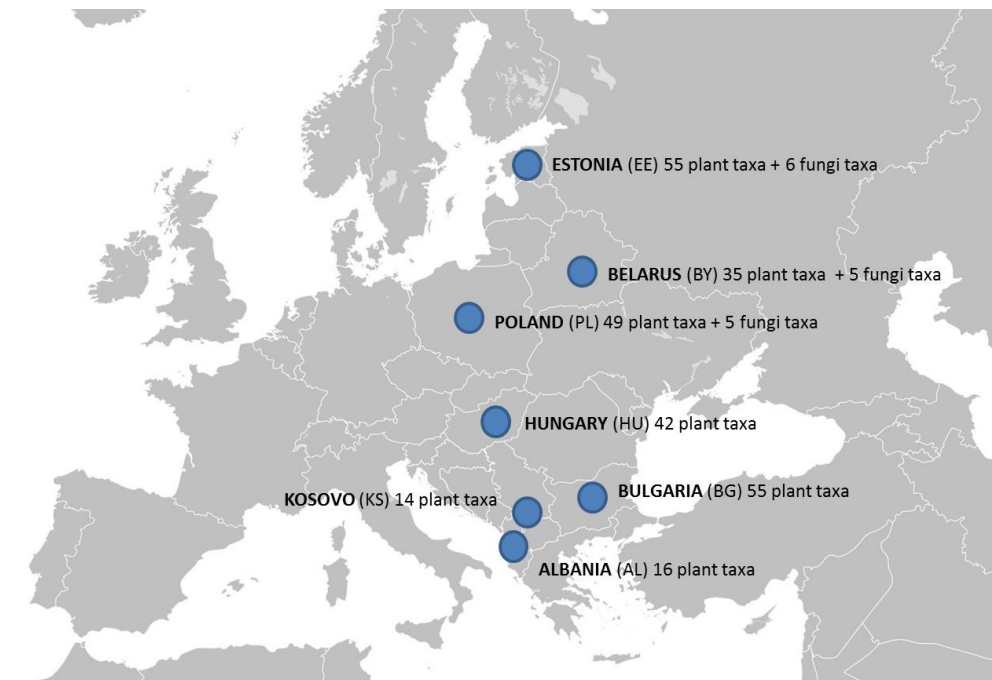 ESTONIA (EE) 55 plant taxa + 6 fungi taxa
BELARUS (BY) 35 plant taxa + 5 fungi taxa
POLAND (PL) 49 plant taxa + 5 fungi taxa
HUNGARY (HU) 42 plant taxa
BULGARIA (BG) 55 plant taxa
KOSOVO (KS) 14 plant taxa
ALBANIA (AL) 16 plant taxa